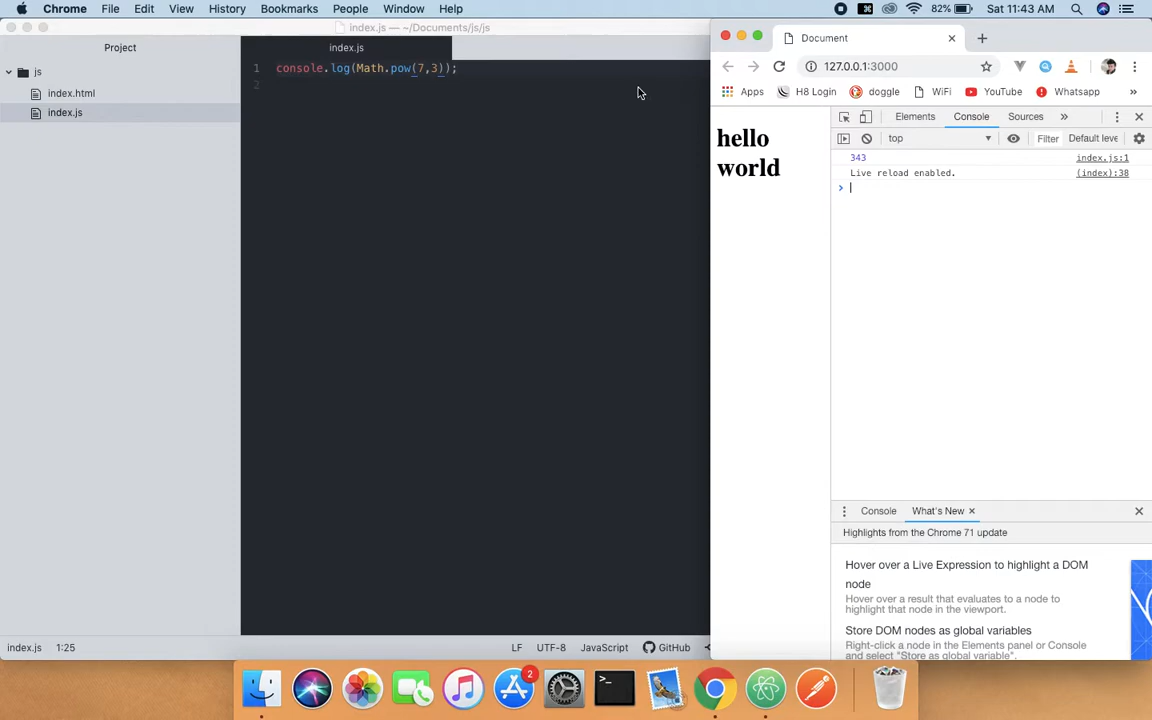 Chrome File Edit View History Bookmarks People Window Help 82% Sat 11:43 AM
index.js — ~/Documents/js/js
Project
index.js
js
index.html
index.js
1 console.log(Math.pow(7,3));
2
Document
127.0.0.1:3000
Apps H8 Login doggle WiFi YouTube Whatsapp »
hello
world
Elements Console Sources »
top Filter Default leve
343 index.js:1
Live reload enabled. (index):38
>
Console What's New ×
Highlights from the Chrome 71 update
Hover over a Live Expression to highlight a DOM
node
Hover over a result that evaluates to a node to
highlight that node in the viewport.
Store DOM nodes as global variables
Right-click a node in the Elements panel or Console
and select "Store as global variable".
index.js 1:25 LF UTF-8 JavaScript GitHub
2
>_